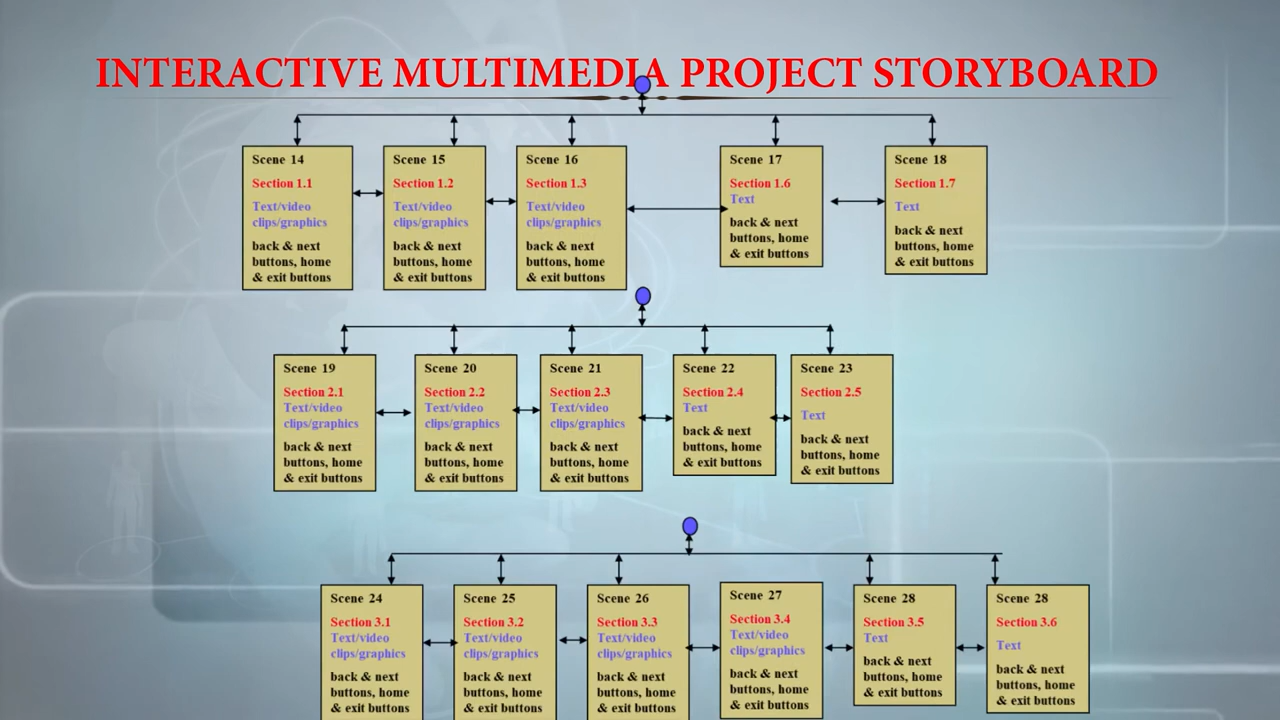 INTERACTIVE MULTIMEDIA PROJECT STORYBOARD
Scene 14
Section 1.1
Text/video
clips/graphics
back & next
buttons, home
& exit buttons
Scene 15
Section 1.2
Text/video
clips/graphics
back & next
buttons, home
& exit buttons
Scene 16
Section 1.3
Text/video
clips/graphics
back & next
buttons, home
& exit buttons
Scene 17
Section 1.6
Text
back & next
buttons, home
& exit buttons
Scene 18
Section 1.7
Text
back & next
buttons, home
& exit buttons
Scene 19
Section 2.1
Text/video
clips/graphics
back & next
buttons, home
& exit buttons
Scene 20
Section 2.2
Text/video
clips/graphics
back & next
buttons, home
& exit buttons
Scene 21
Section 2.3
Text/video
clips/graphics
back & next
buttons, home
& exit buttons
Scene 22
Section 2.4
Text
back & next
buttons, home
& exit buttons
Scene 23
Section 2.5
Text
back & next
buttons, home
& exit buttons
Scene 24
Section 3.1
Text/video
clips/graphics
back & next
buttons, home
& exit buttons
Scene 25
Section 3.2
Text/video
clips/graphics
back & next
buttons, home
& exit buttons
Scene 26
Section 3.3
Text/video
clips/graphics
back & next
buttons, home
& exit buttons
Scene 27
Section 3.4
Text/video
clips/graphics
back & next
buttons, home
& exit buttons
Scene 28
Section 3.5
Text
back & next
buttons, home
& exit buttons
Scene 28
Section 3.6
Text
back & next
buttons, home
& exit buttons